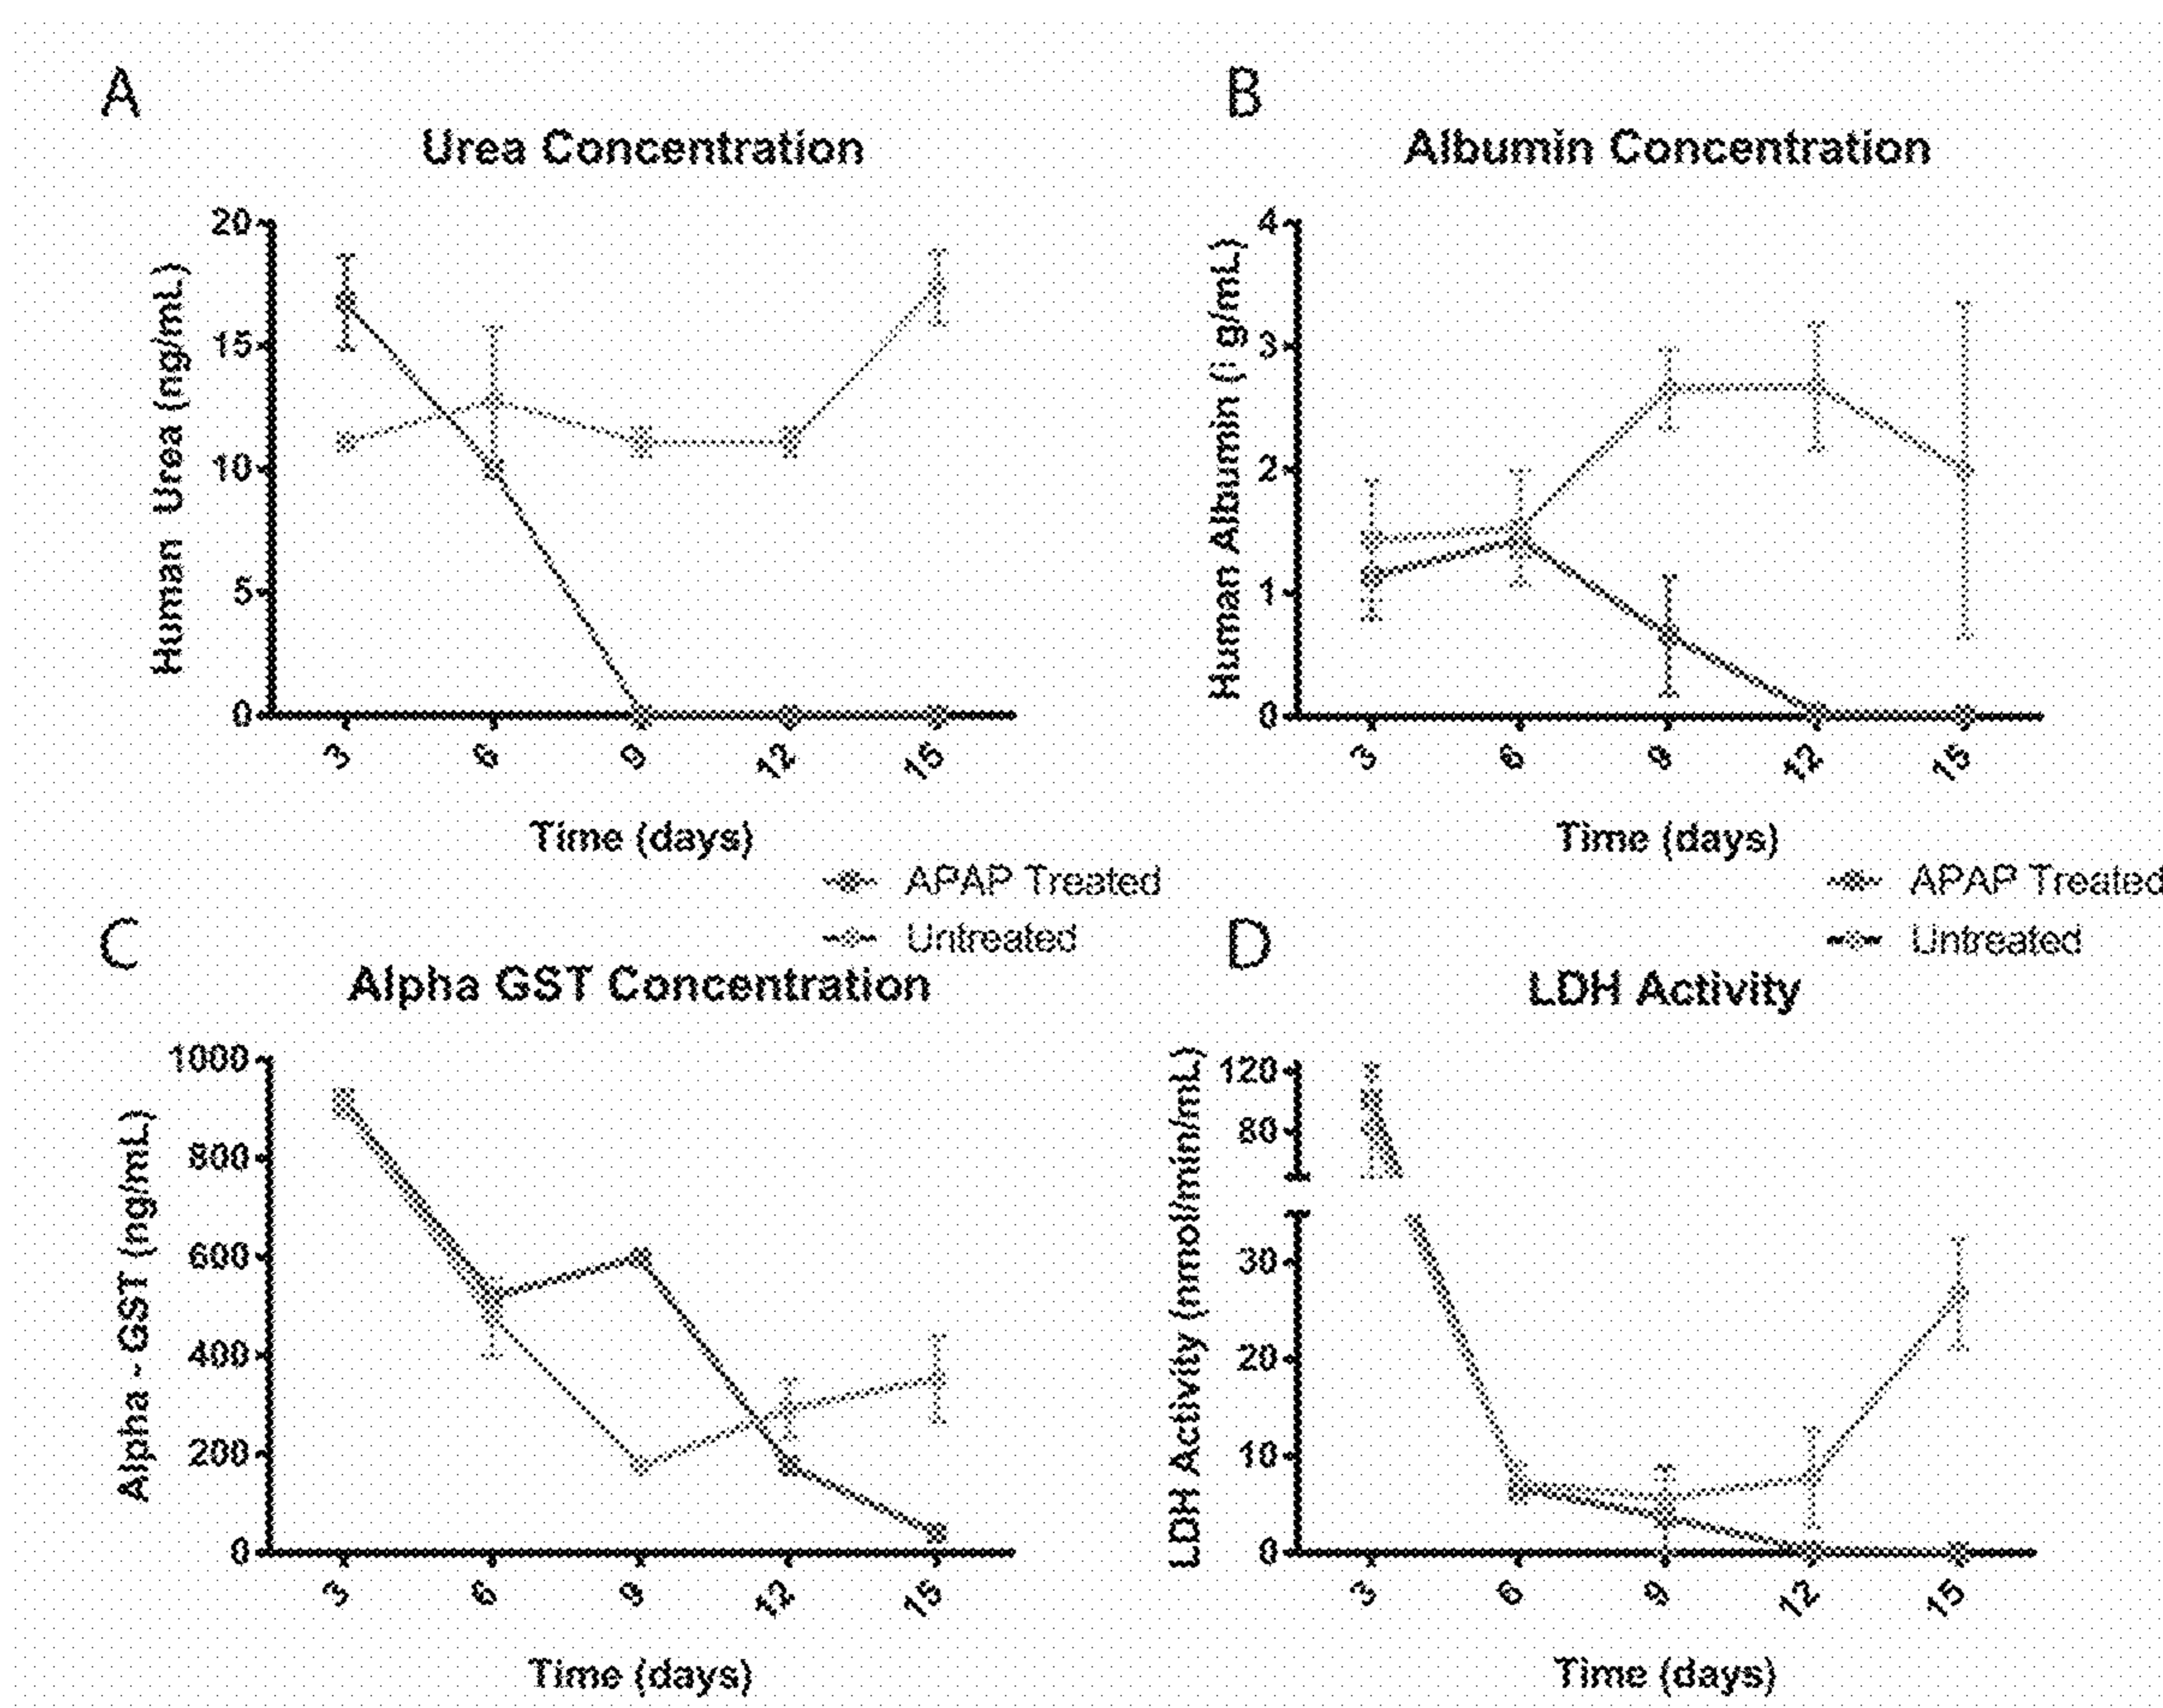 A
Urea Concentration
Human Urea (ng/mL)
20
15
10
5
0
3 6 9 12 15
Time (days)
APAP Treated
Untreated
B
Albumin Concentration
Human Albumin ( g/mL)
4
3
2
1
0
3 6 9 12 15
Time (days)
APAP Treated
Untreated
C
Alpha GST Concentration
Alpha - GST (ng/mL)
1000
800
600
400
200
0
3 6 9 12 15
Time (days)
D
LDH Activity
LDH Activity (nmol/min/mL)
120
80
30
20
10
0
3 6 9 12 15
Time (days)